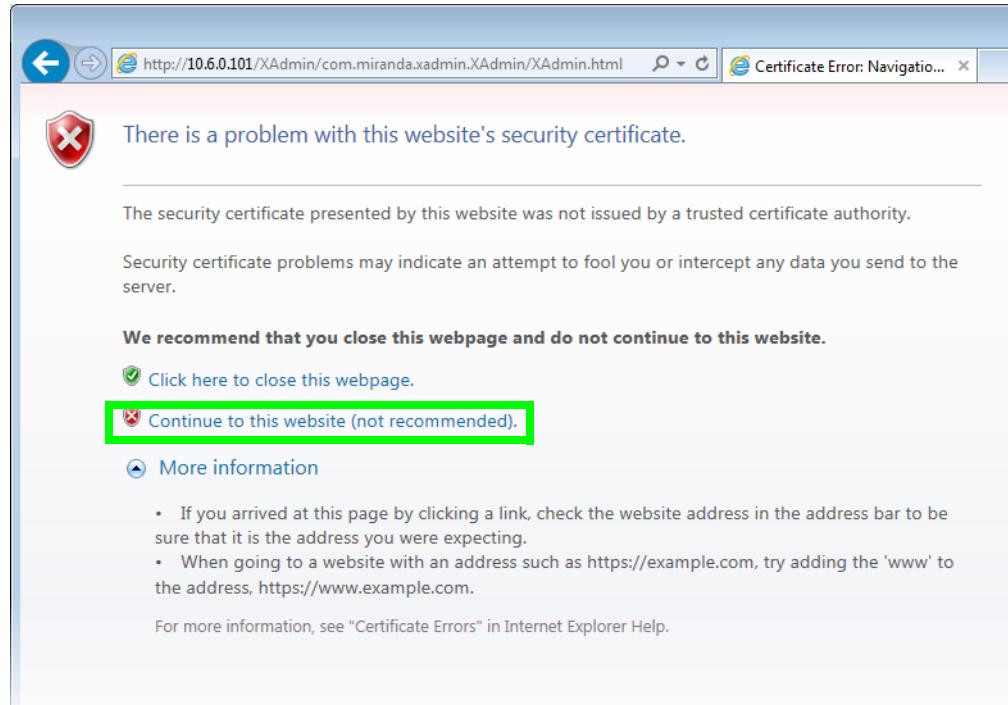 http://10.6.0.101/XAdmin/com.miranda.xadmin.XAdmin/XAdmin.html
Certificate Error: Navigatio...
There is a problem with this website's security certificate.
The security certificate presented by this website was not issued by a trusted certificate authority.
Security certificate problems may indicate an attempt to fool you or intercept any data you send to the
server.
We recommend that you close this webpage and do not continue to this website.
Click here to close this webpage.
Continue to this website (not recommended).
More information
• If you arrived at this page by clicking a link, check the website address in the address bar to be
sure that it is the address you were expecting.
• When going to a website with an address such as https://example.com, try adding the 'www' to
the address, https://www.example.com.
For more information, see "Certificate Errors" in Internet Explorer Help.